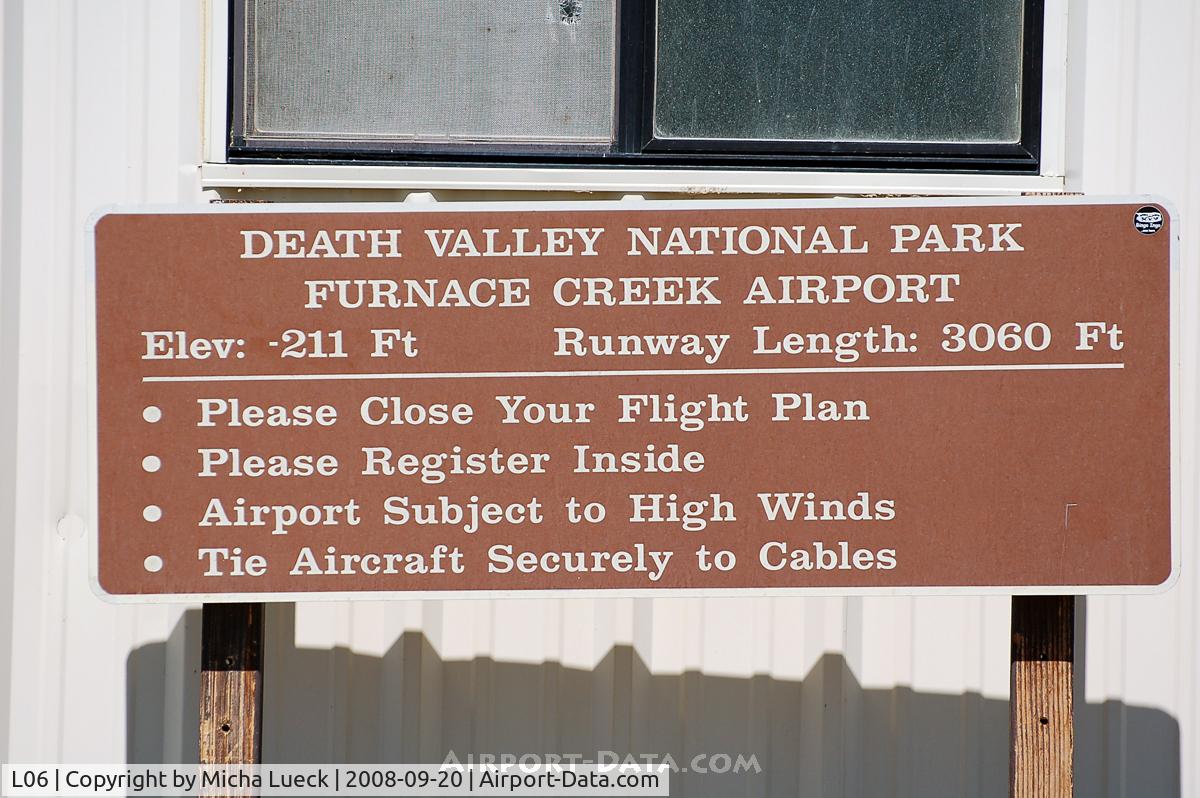 DEATH VALLEY NATIONAL PARK
FURNACE CREEK AIRPORT
Elev: -211 Ft Runway Length: 3060 Ft
• Please Close Your Flight Plan
• Please Register Inside
• Airport Subject to High Winds
• Tie Aircraft Securely to Cables
AIRPORT-DATA.COM
L06 | Copyright by Micha Lueck | 2008-09-20 | Airport-Data.com